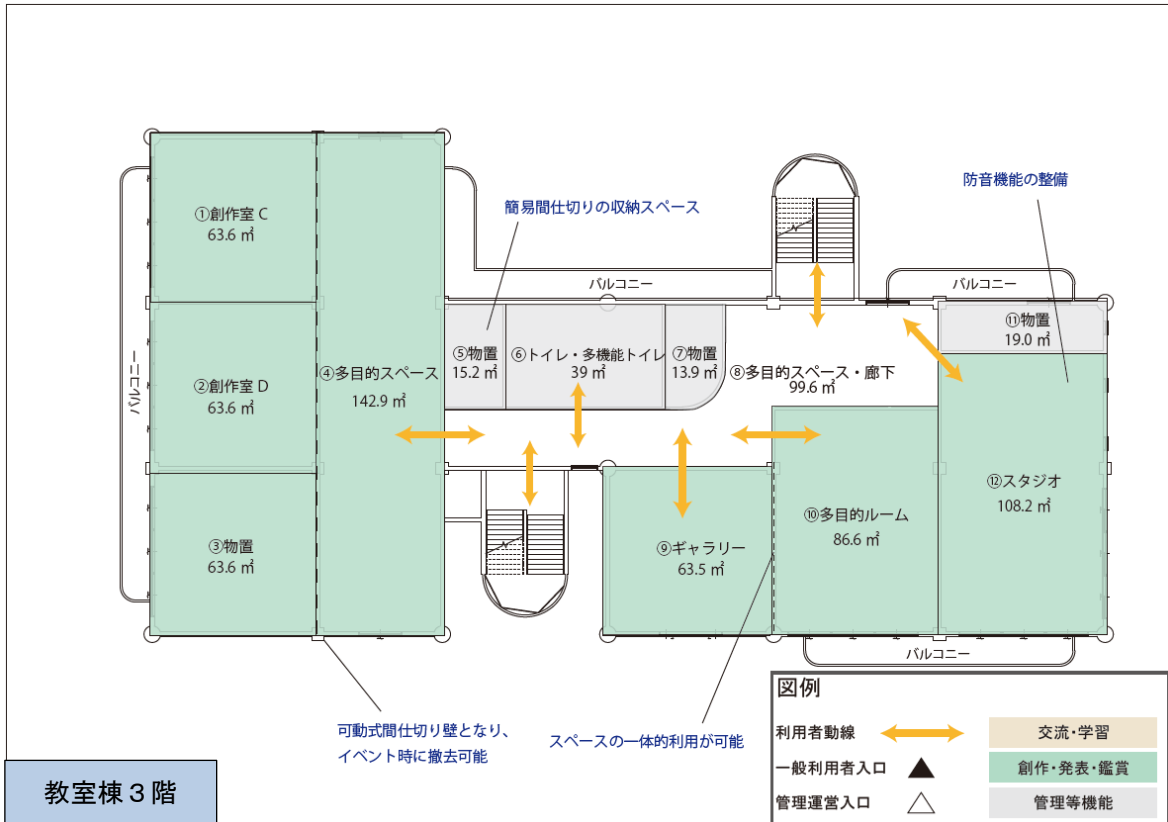 防音機能の整備
簡易間仕切りの収納スペース
①創作室 C
63.6 ㎡
バルコニー
バルコニー
⑪物置
19.0 ㎡
⑤物置
15.2 ㎡
⑥トイレ・多機能トイレ
39 ㎡
⑦物置
13.9 ㎡
⑧多目的スペース・廊下
99.6 ㎡
バルコニー
②創作室 D
63.6 ㎡
④多目的スペース
142.9 ㎡
⑫スタジオ
108.2 ㎡
⑩多目的ルーム
86.6 ㎡
③物置
63.6 ㎡
⑨ギャラリー
63.5 ㎡
バルコニー
可動式間仕切り壁となり、
イベント時に撤去可能
スペースの一体的利用が可能
図例
利用者動線
交流・学習
一般利用者入口
創作・発表・鑑賞
管理運営入口
管理等機能
教室棟３階